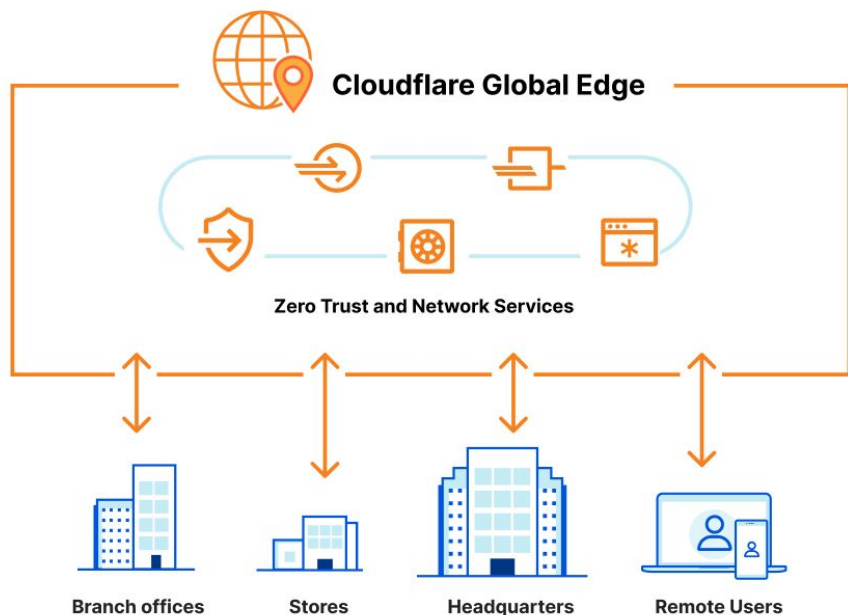 Cloudflare Global Edge
Zero Trust and Network Services
Branch offices
Stores
Headquarters
Remote Users